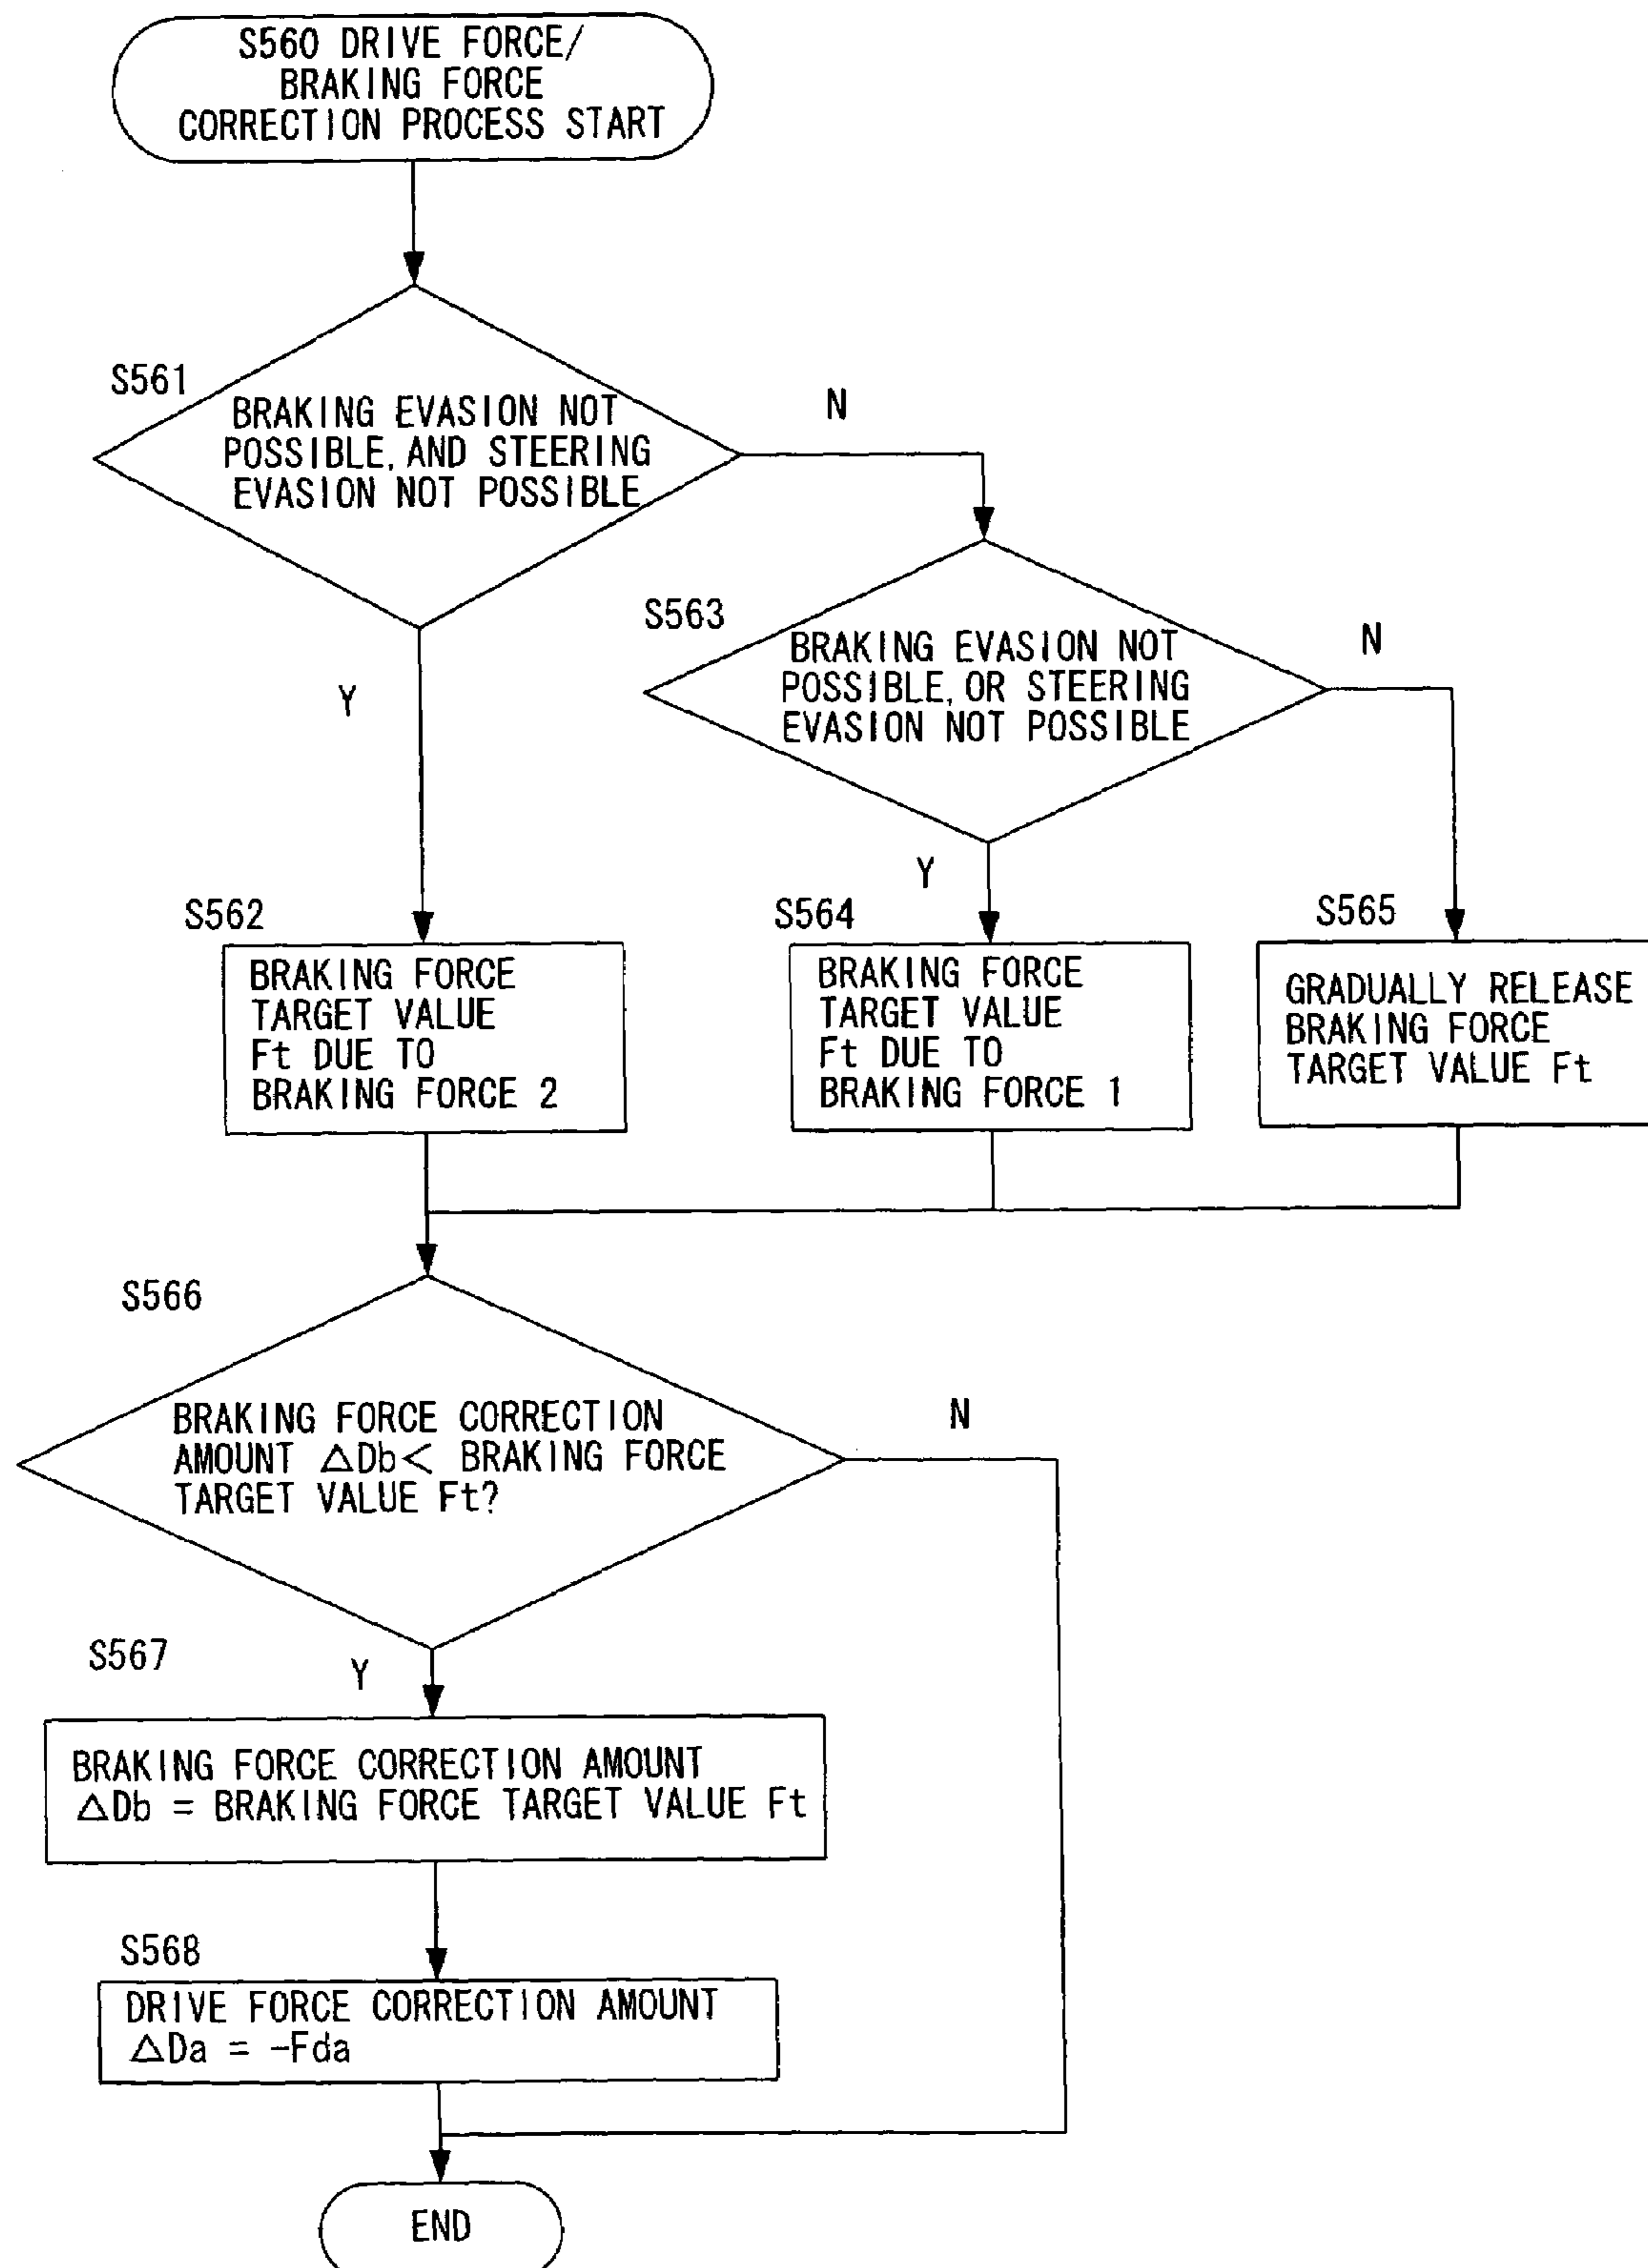 S560 DRIVE FORCE/
BRAKING FORCE
CORRECTION PROCESS START
S561
BRAKING EVASION NOT
POSSIBLE, AND STEERING
EVASION NOT POSSIBLE
N
Y
S563
BRAKING EVASION NOT
POSSIBLE, OR STEERING
EVASION NOT POSSIBLE
N
Y
S562
BRAKING FORCE
TARGET VALUE
Ft DUE TO
BRAKING FORCE 2
S564
BRAKING FORCE
TARGET VALUE
Ft DUE TO
BRAKING FORCE 1
S565
GRADUALLY RELEASE
BRAKING FORCE
TARGET VALUE Ft
S566
BRAKING FORCE CORRECTION
AMOUNT △Db< BRAKING FORCE
TARGET VALUE Ft?
N
Y
S567
BRAKING FORCE CORRECTION AMOUNT
△Db = BRAKING FORCE TARGET VALUE Ft
S568
DRIVE FORCE CORRECTION AMOUNT
△Da = -Fda
END